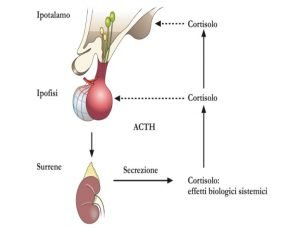 Ipotalamo
Cortisolo
Ipofisi
Cortisolo
ACTH
Surrene
Secrezione
Cortisolo:
effetti biologici sistemici